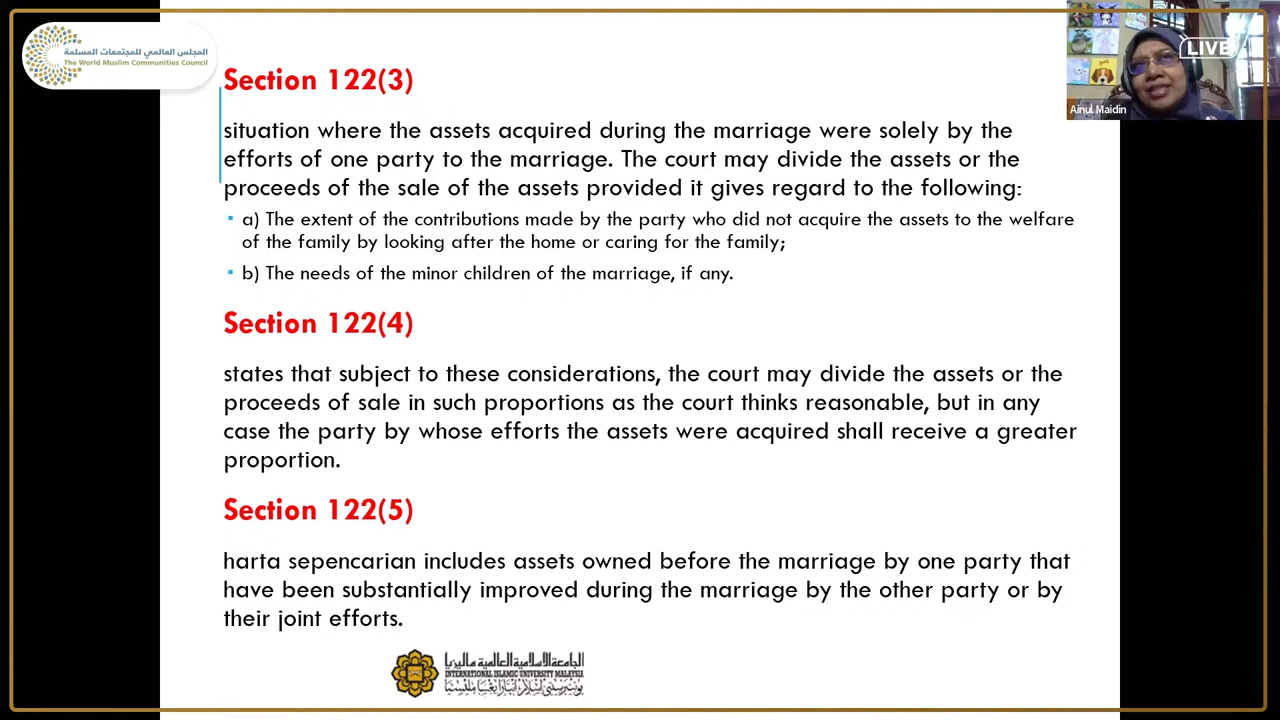 المجلس العالمي للمجتمعات المسلمة
The World Muslim Communities Council
LIVE
Ainul Maidin
Section 122(3)
situation where the assets acquired during the marriage were solely by the
efforts of one party to the marriage. The court may divide the assets or the
proceeds of the sale of the assets provided it gives regard to the following:
a) The extent of the contributions made by the party who did not acquire the assets to the welfare
of the family by looking after the home or caring for the family;
b) The needs of the minor children of the marriage, if any.
Section 122(4)
states that subject to these considerations, the court may divide the assets or the
proceeds of sale in such proportions as the court thinks reasonable, but in any
case the party by whose efforts the assets were acquired shall receive a greater
proportion.
Section 122(5)
harta sepencarian includes assets owned before the marriage by one party that
have been substantially improved during the marriage by the other party or by
their joint efforts.
الجامعة الإسلامية العالمية ماليزيا
INTERNATIONAL ISLAMIC UNIVERSITY MALAYSIA